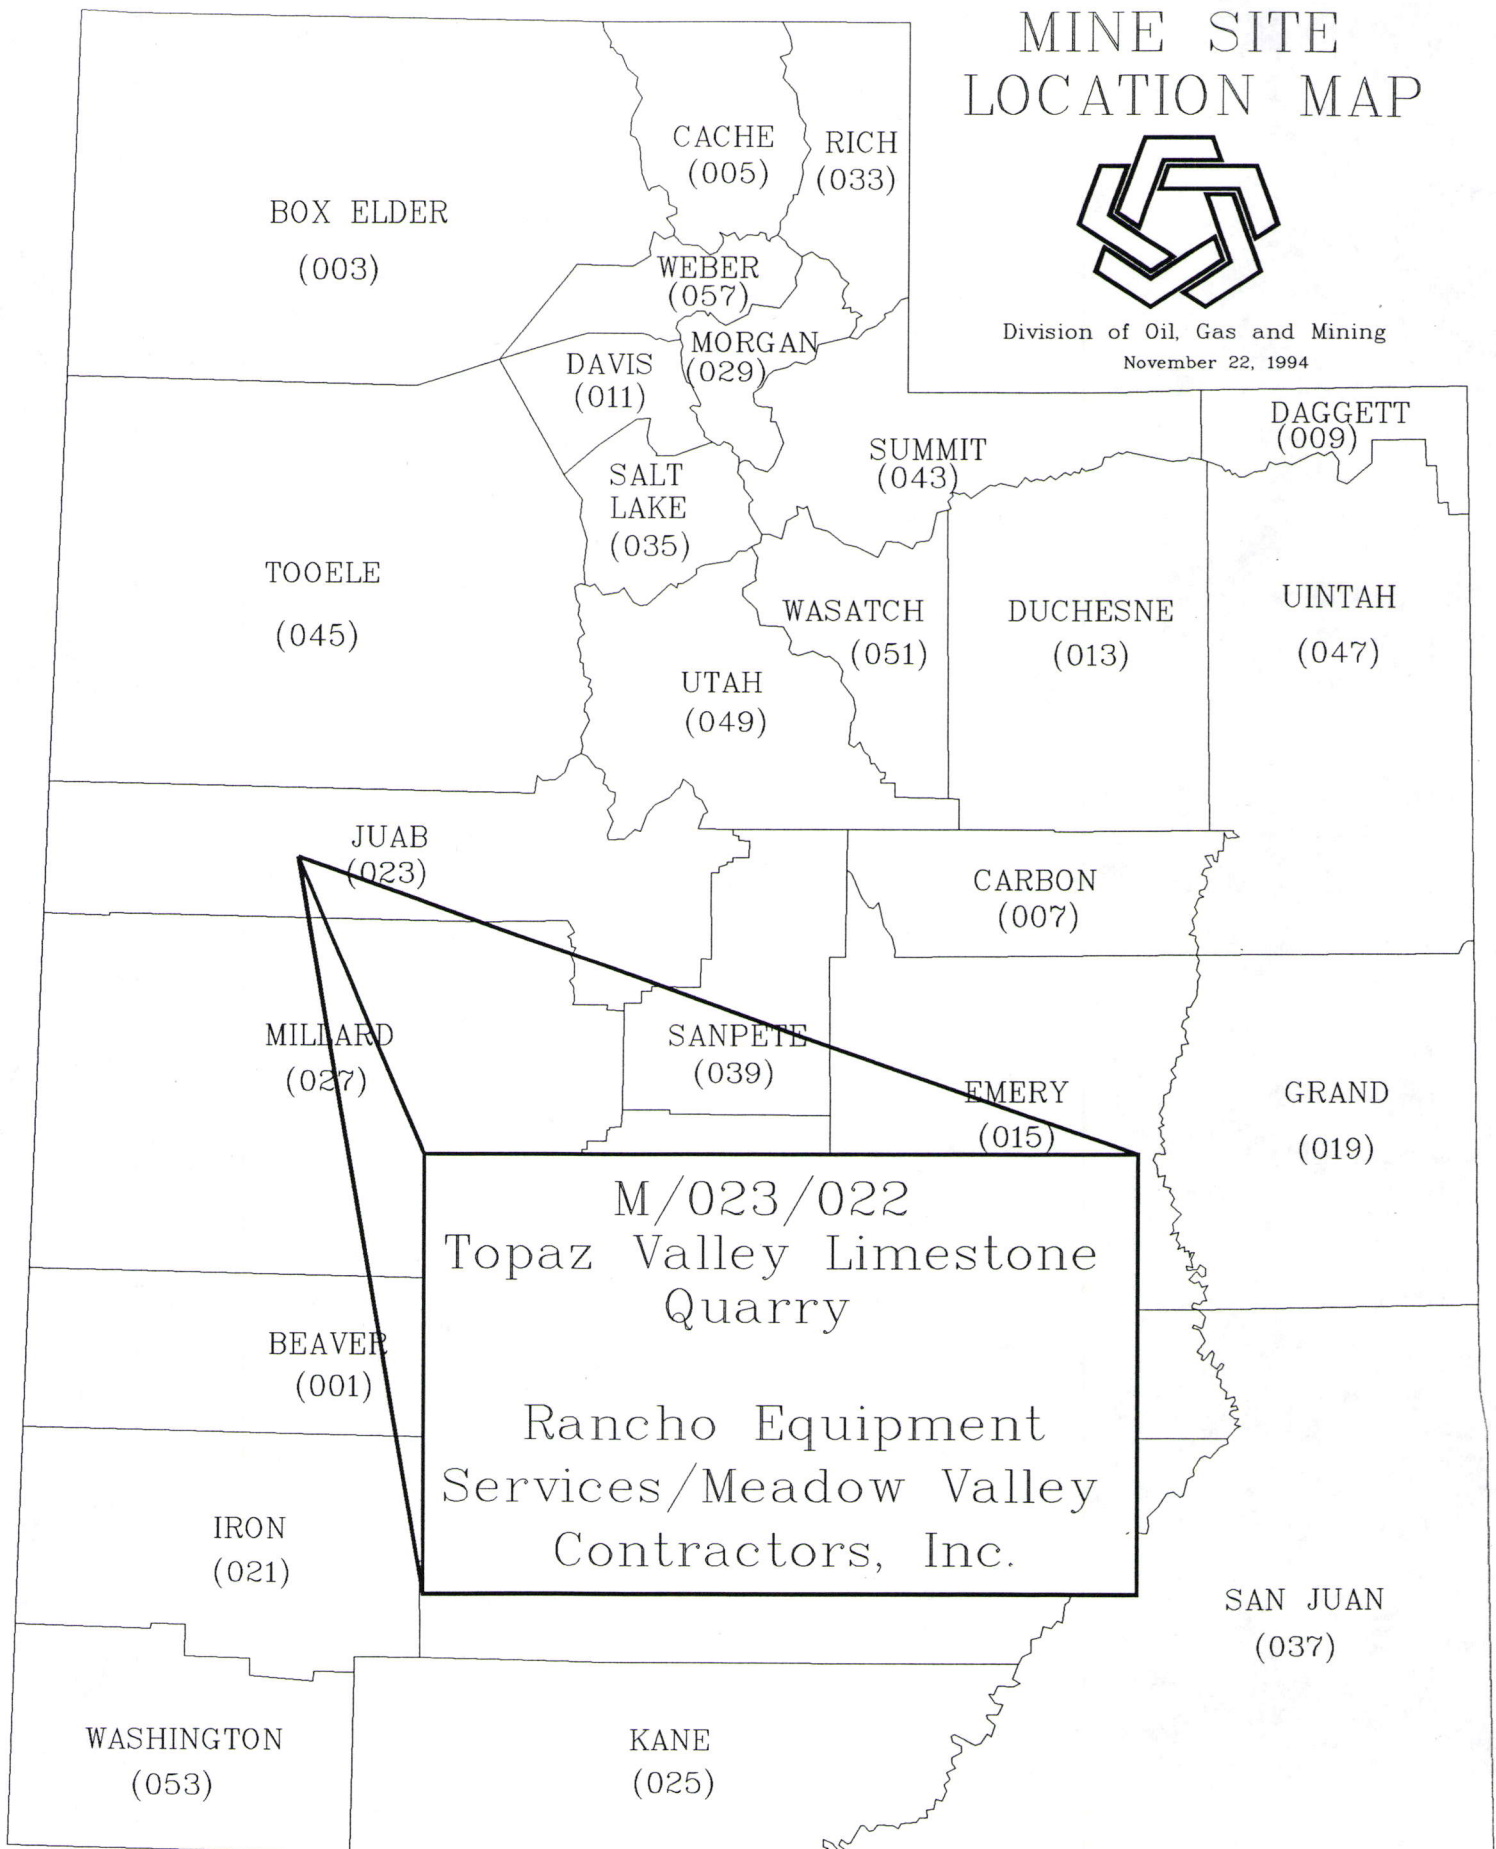 MINE SITE
LOCATION MAP
Division of Oil, Gas and Mining
November 22, 1994
CACHE
(005)
RICH
(033)
BOX ELDER
(003)
WEBER
(057)
MORGAN
(029)
DAVIS
(011)
DAGGETT
(009)
SUMMIT
(043)
SALT
LAKE
(035)
TOOELE
(045)
WASATCH
(051)
DUCHESNE
(013)
UINTAH
(047)
UTAH
(049)
JUAB
(023)
CARBON
(007)
MILLARD
(027)
SANPETE
(039)
EMERY
(015)
GRAND
(019)
M/023/022
Topaz Valley Limestone
Quarry
Rancho Equipment
Services/Meadow Valley
Contractors, Inc.
BEAVER
(001)
IRON
(021)
SAN JUAN
(037)
WASHINGTON
(053)
KANE
(025)